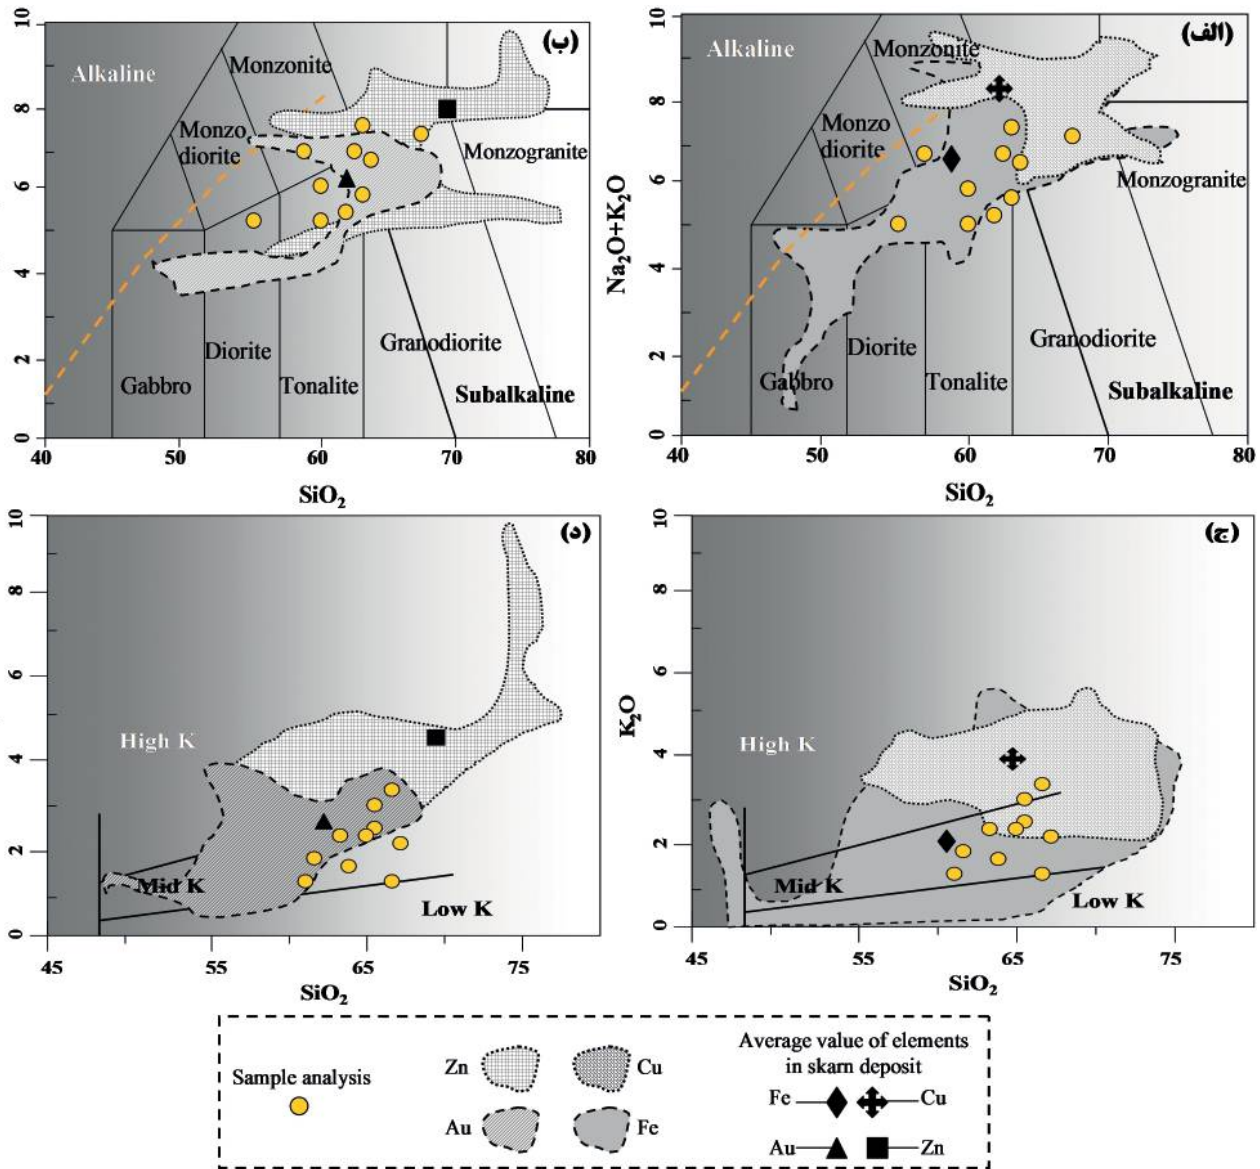 (ب)
10
8
6
4
2
0
Alkaline
Monzonite
Monzo
diorite
Monzogranite
Diorite
Granodiorite
Gabbro
Tonalite
Subalkaline
40
50
60
70
80
SiO₂
(الف)
Na₂O+K₂O
10
8
6
4
2
0
Alkaline
Monzonite
Monzo
diorite
Monzogranite
Diorite
Granodiorite
Gabbro
Tonalite
Subalkaline
40
50
60
70
80
SiO₂
(د)
10
8
6
4
2
0
High K
Mid K
Low K
45
55
65
75
SiO₂
(ج)
K₂O
10
8
6
4
2
0
High K
Mid K
Low K
45
55
65
75
SiO₂
Sample analysis
Zn
Cu
Au
Fe
Average value of elements
in skarn deposit
Fe
Cu
Au
Zn